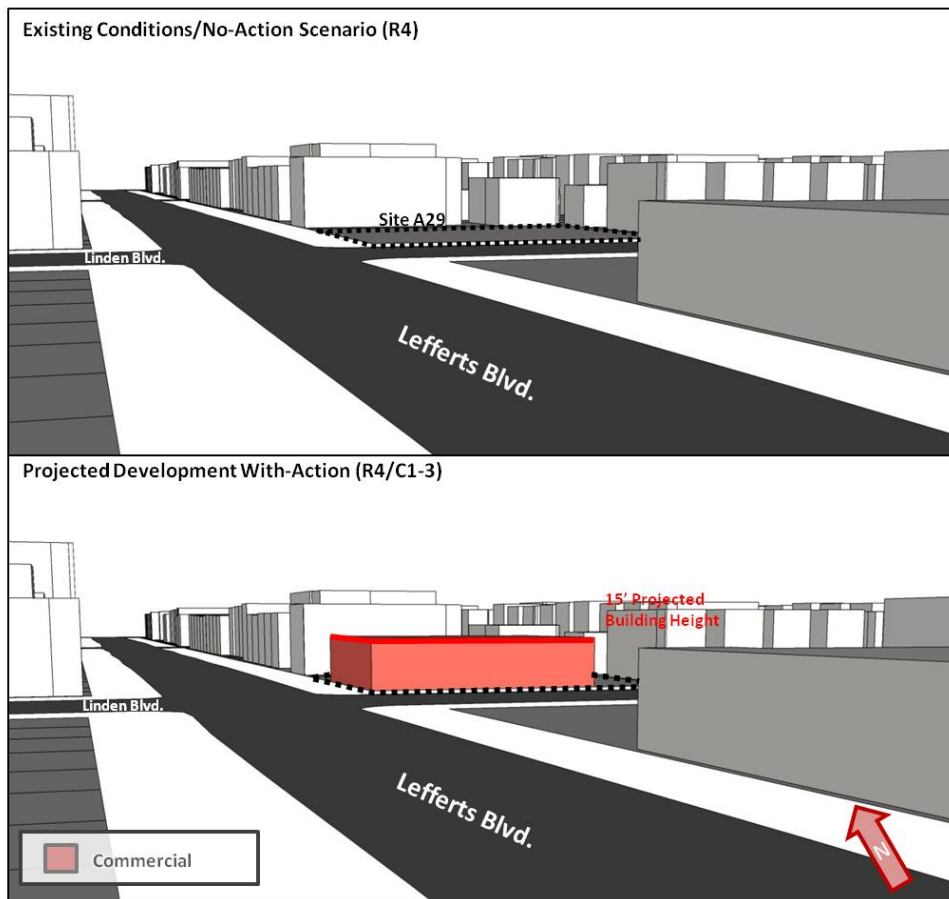 Existing Conditions/No-Action Scenario (R4)
Site A29
Linden Blvd.
Lefferts Blvd.
Projected Development With-Action (R4/C1-3)
15' Projected
Building Height
Linden Blvd.
Lefferts Blvd.
Commercial
N